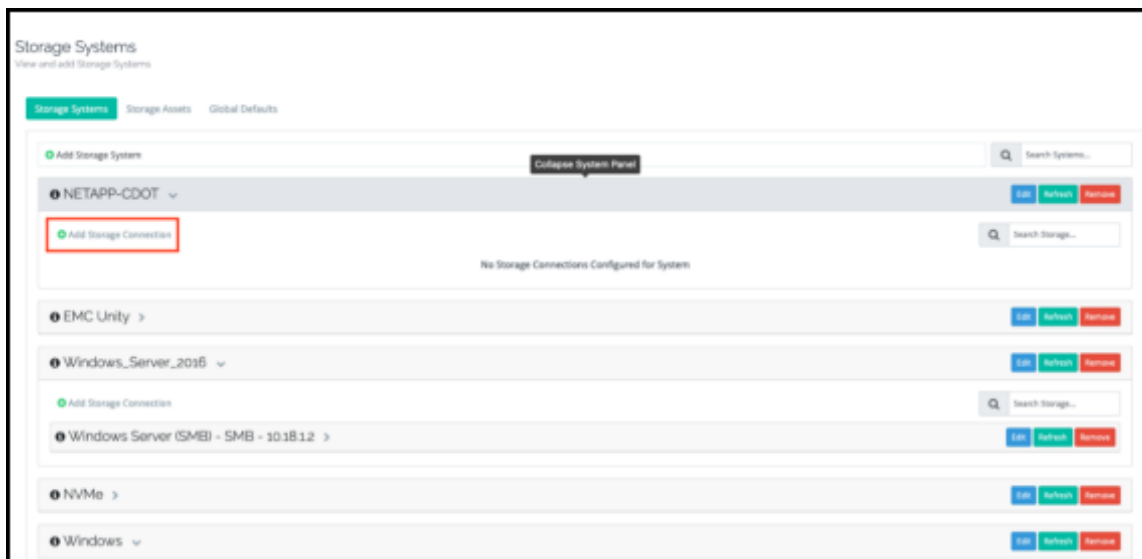 Storage Systems
View and add Storage Systems
Storage Systems Storage Assets Global Defaults
Add Storage System Search Systems...
Collapse System Panel
NETAPP-CDOT Edit Refresh Remove
Add Storage Connection Search Storage...
No Storage Connections Configured for System
EMC Unity Edit Refresh Remove
Windows_Server_2016 Edit Refresh Remove
Add Storage Connection Search Storage...
Windows Server (SMB) - SMB - 10.18.1.2 Edit Refresh Remove
NVMe Edit Refresh Remove
Windows Edit Refresh Remove